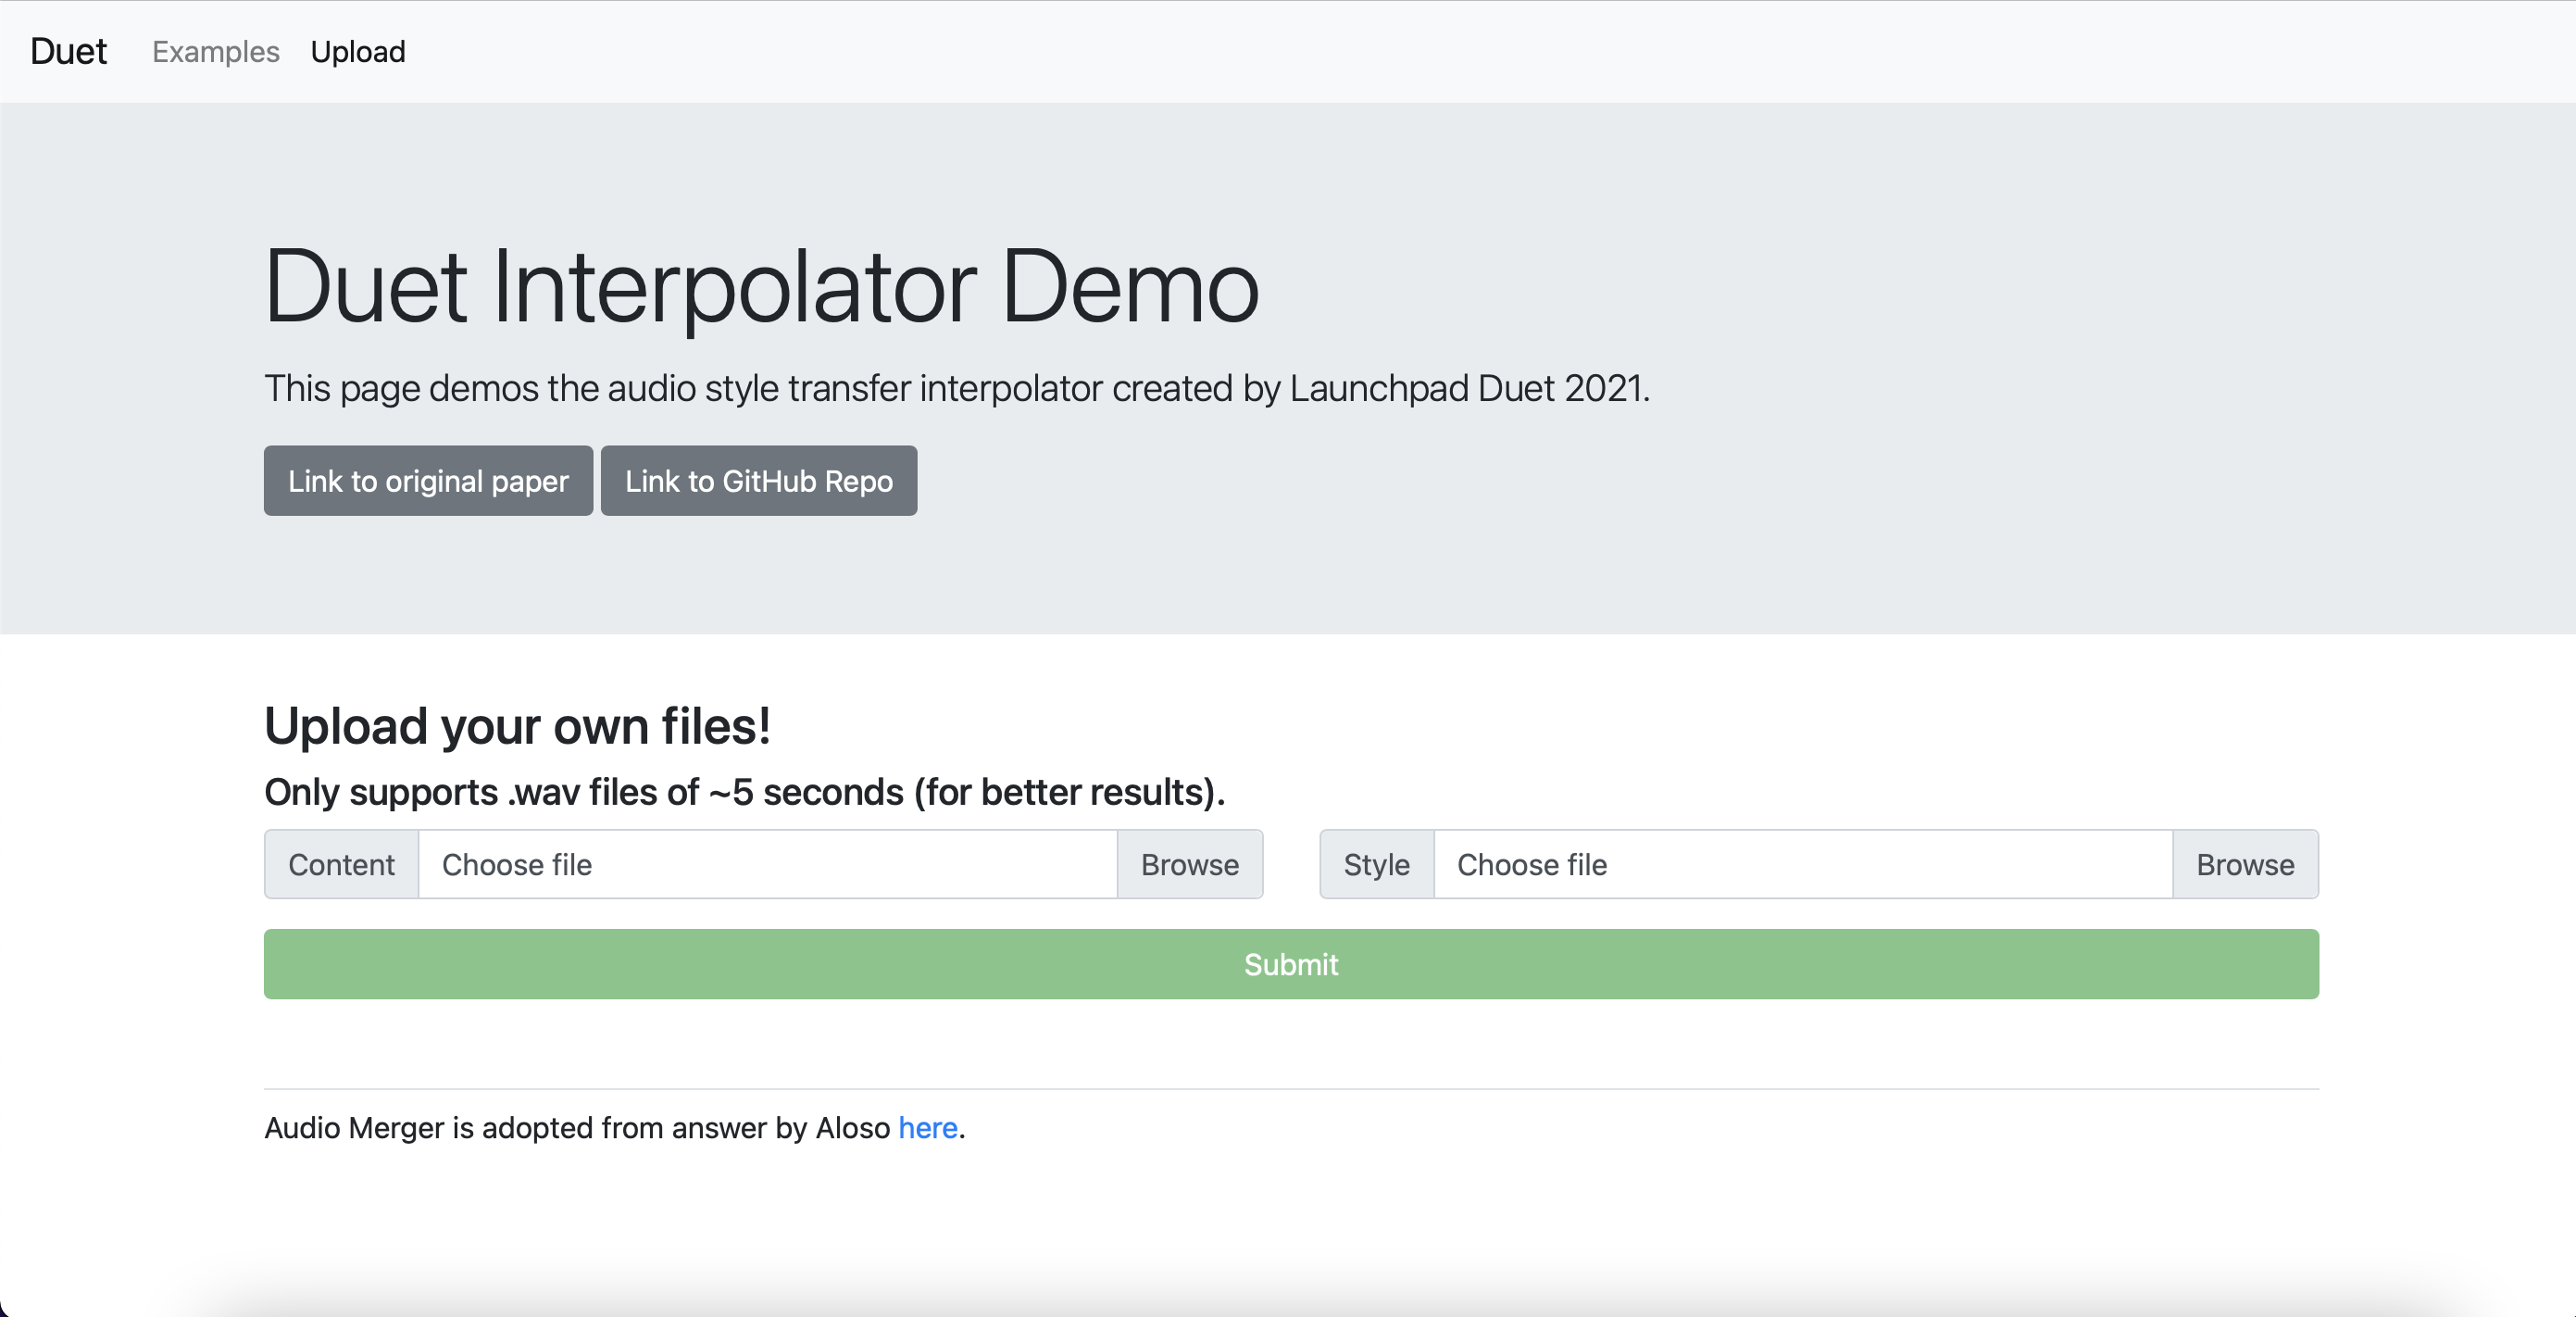 Duet Examples Upload
Duet Interpolator Demo
This page demos the audio style transfer interpolator created by Launchpad Duet 2021.
Link to original paper Link to GitHub Repo
Upload your own files!
Only supports .wav files of ~5 seconds (for better results).
Content Choose file Browse Style Choose file Browse
Submit
Audio Merger is adopted from answer by Aloso here.